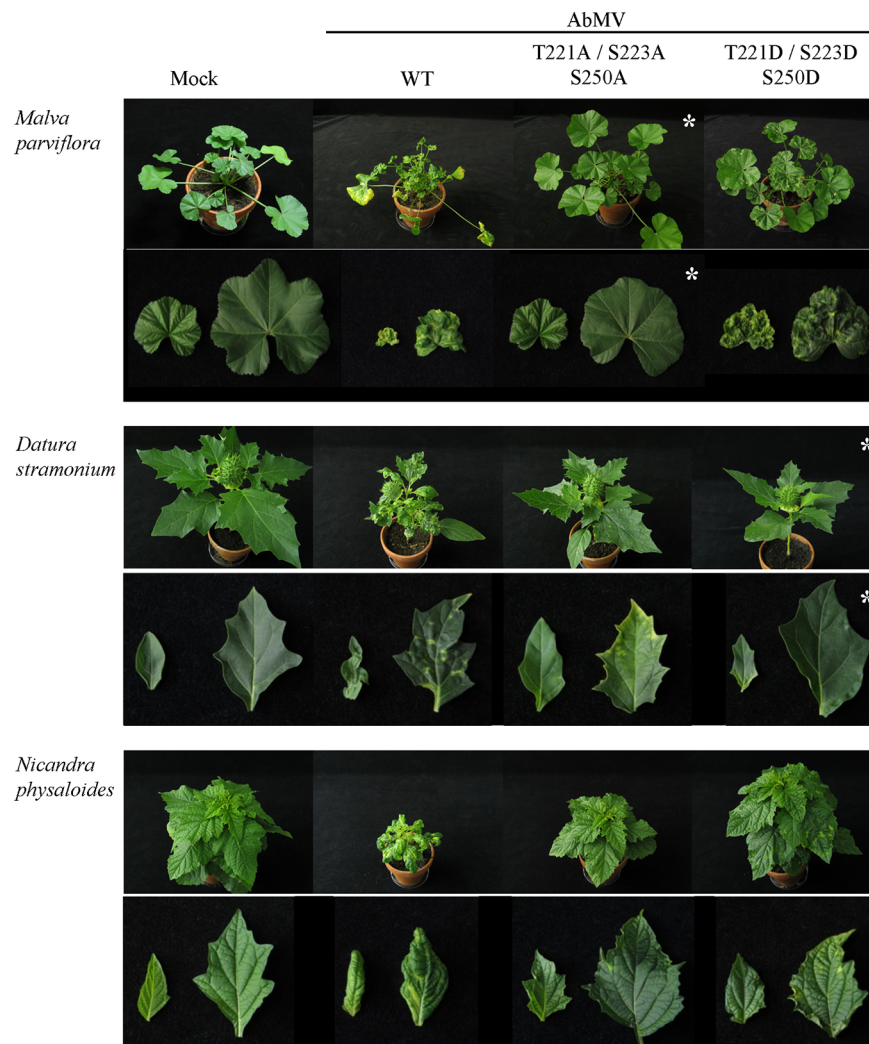 AbMV
Mock
WT
T221A / S223A
S250A
T221D / S223D
S250D
Malva
parviflora
*
*
Datura
stramonium
*
*
Nicandra
physaloides